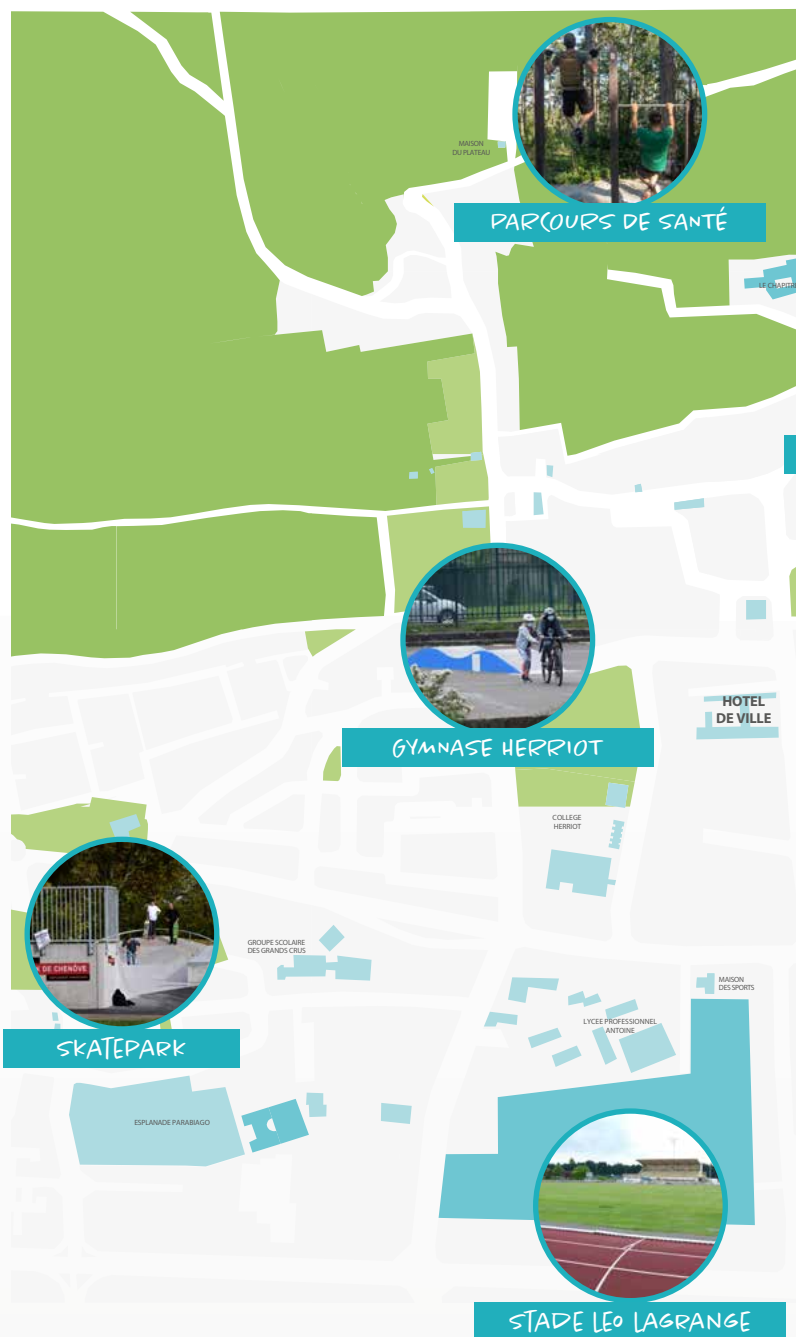 MAISON
DU PLATEAU
PARCOURS DE SANTÉ
LE CHAPITRE
GYMNASE HERRIOT
HOTEL
DE VILLE
COLLEGE
HERRIOT
DE CHENÔVE
SKATEPARK
GROUPE SCOLAIRE
DES GRANDS CRUS
MAISON
DES SPORTS
LYCEE PROFESSIONNEL
ANTOINE
ESPLANADE PARABIAGO
STADE LEO LAGRANGE